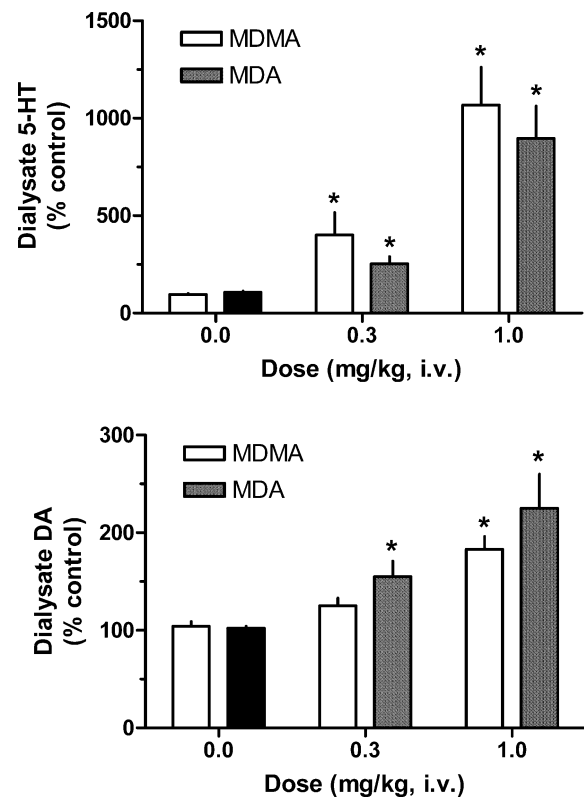 1500
1000
500
0
Dialysate 5-HT
(% control)
MDMA
MDA
*
*
*
*
0.0 0.3 1.0
Dose (mg/kg, i.v.)
300
200
100
0
Dialysate DA
(% control)
MDMA
MDA
*
*
*
0.0 0.3 1.0
Dose (mg/kg, i.v.)